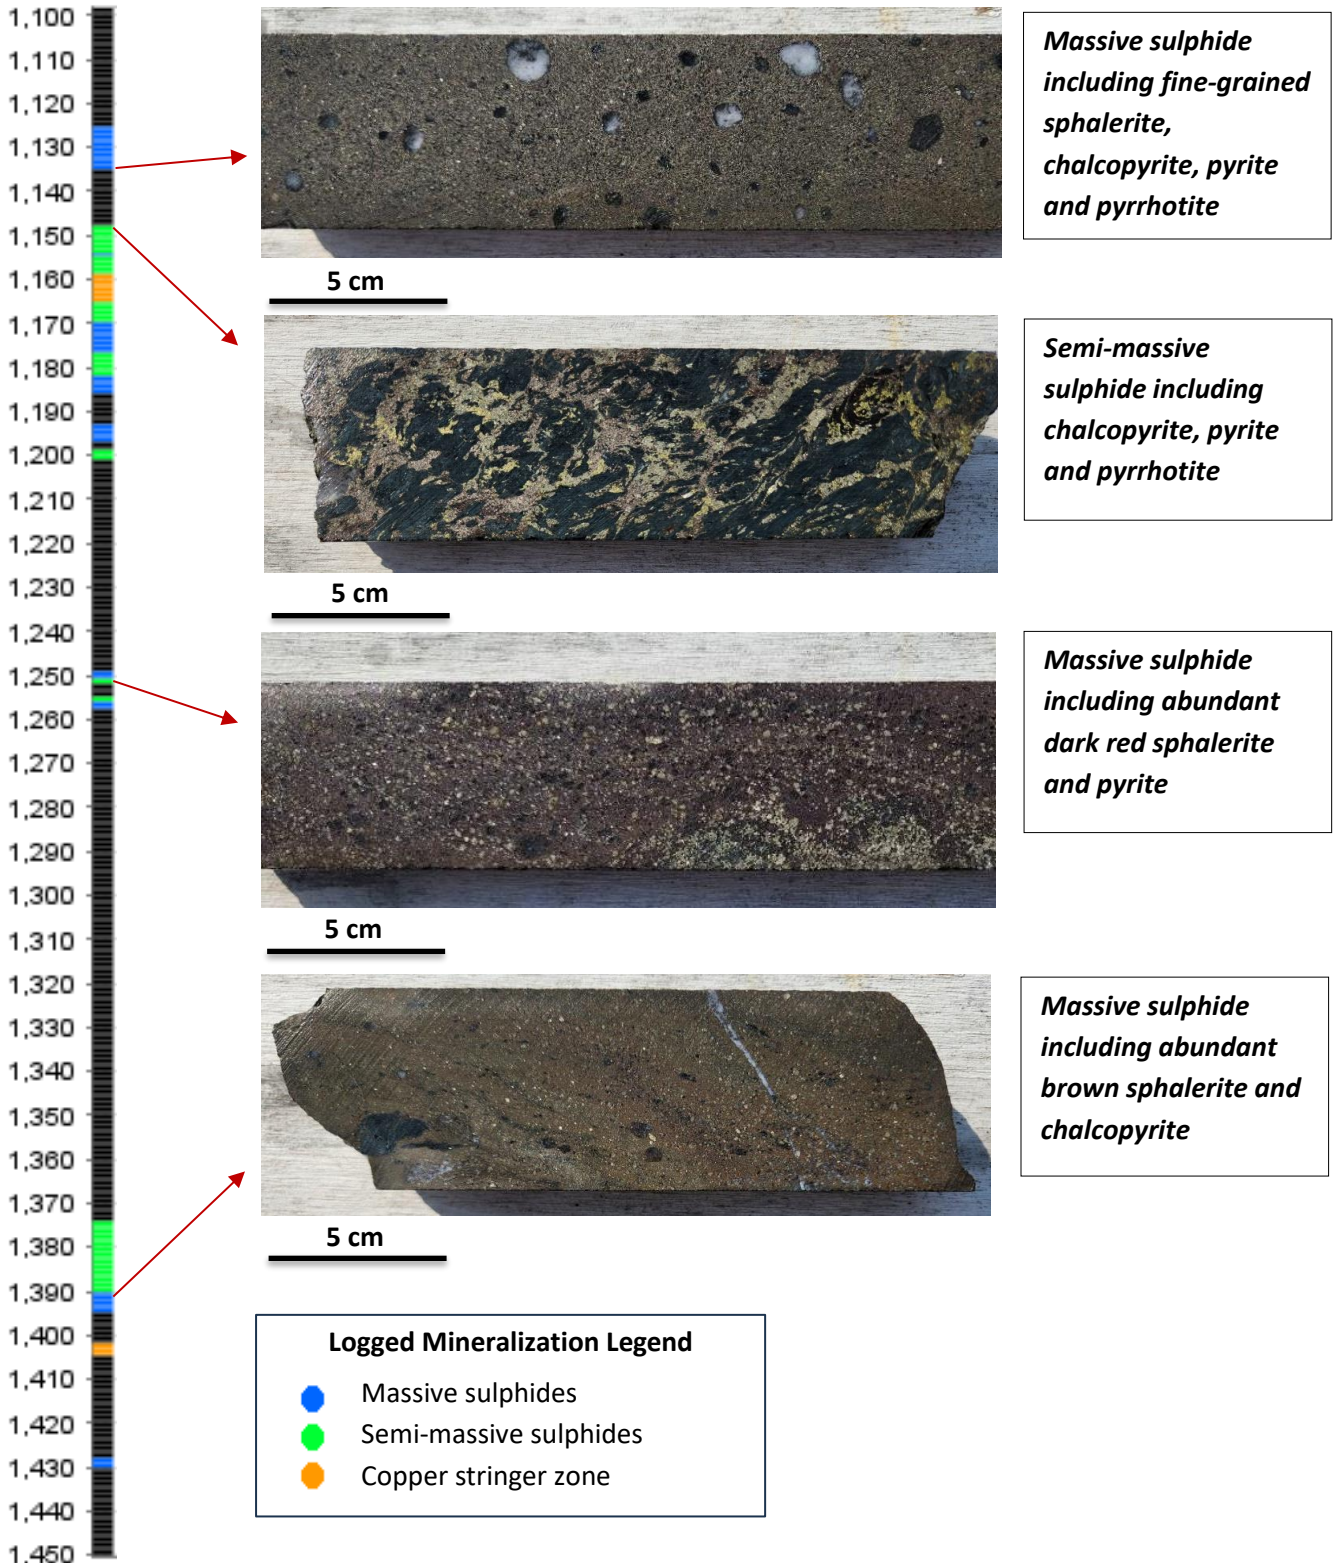 1,100
1,110
1,120
1,130
1,140
1,150
1,160
1,170
1,180
1,190
1,200
1,210
1,220
1,230
1,240
1,250
1,260
1,270
1,280
1,290
1,300
1,310
1,320
1,330
1,340
1,350
1,360
1,370
1,380
1,390
1,400
1,410
1,420
1,430
1,440
1,450
Massive sulphide
including fine-grained
sphalerite,
chalcopyrite, pyrite
and pyrrhotite
5 cm
Semi-massive
sulphide including
chalcopyrite, pyrite
and pyrrhotite
5 cm
Massive sulphide
including abundant
dark red sphalerite
and pyrite
5 cm
Massive sulphide
including abundant
brown sphalerite and
chalcopyrite
5 cm
Logged Mineralization Legend
Massive sulphides
Semi-massive sulphides
Copper stringer zone